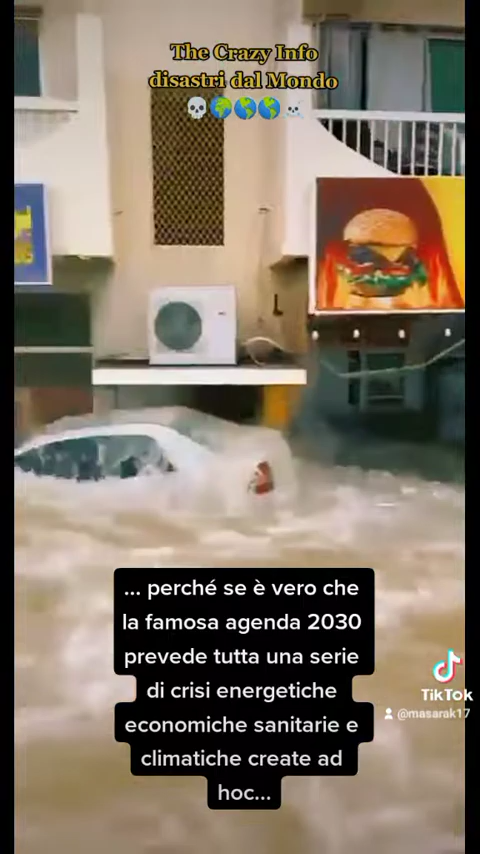 The Crazy Info
disastri dal Mondo
💀🌍🌎🌎☠️
... perché se è vero che
la famosa agenda 2030
prevede tutta una serie
di crisi energetiche
economiche sanitarie e
climatiche create ad
hoc...
TikTok
@masarak17